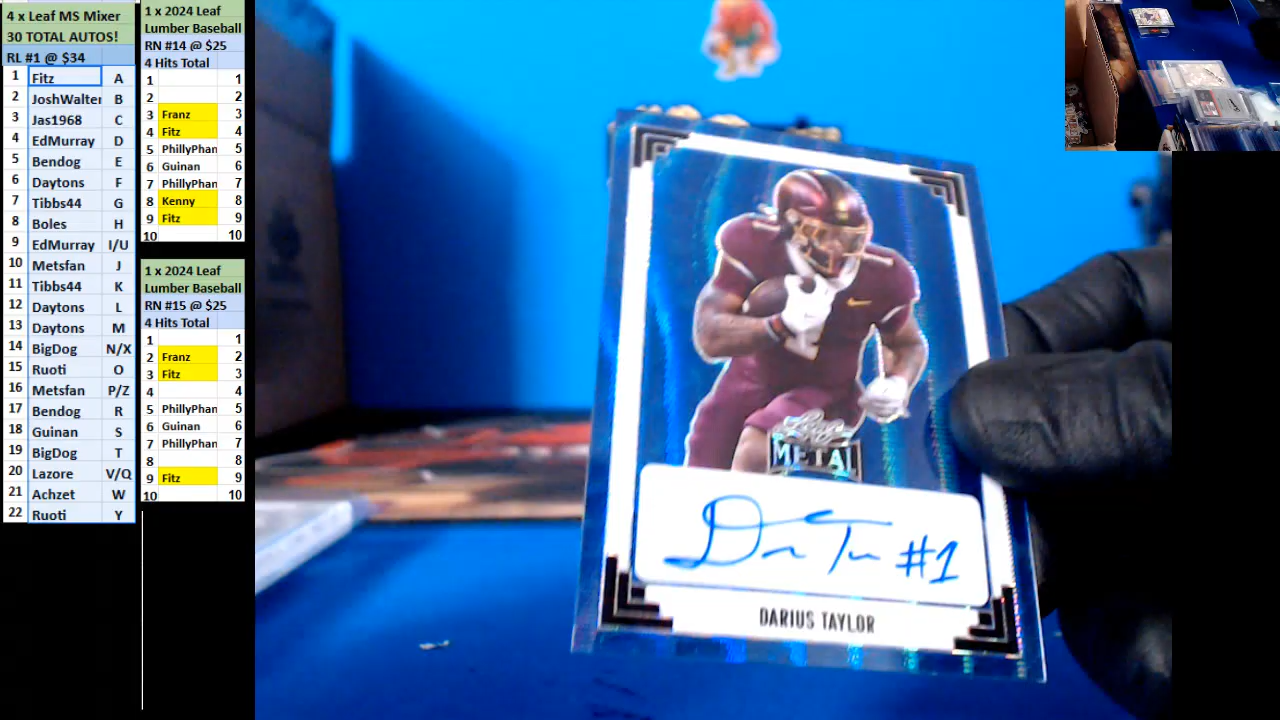 4 x Leaf MS Mixer
30 TOTAL AUTOS!
RL #1 @ $34
1 Fitz A
2 JoshWalter B
3 Jas1968 C
4 EdMurray D
5 Bendog E
6 Daytons F
7 Tibbs44 G
8 Boles H
9 EdMurray I/U
10 Metsfan J
11 Tibbs44 K
12 Daytons L
13 Daytons M
14 BigDog N/X
15 Ruoti O
16 Metsfan P/Z
17 Bendog R
18 Guinan S
19 BigDog T
20 Lazore V/Q
21 Achzet W
22 Ruoti Y
1 x 2024 Leaf
Lumber Baseball
RN #14 @ $25
4 Hits Total
1 1
2 2
3 Franz 3
4 Fitz 4
5 PhillyPhan 5
6 Guinan 6
7 PhillyPhan 7
8 Kenny 8
9 Fitz 9
10 10
1 x 2024 Leaf
Lumber Baseball
RN #15 @ $25
4 Hits Total
1 1
2 Franz 2
3 Fitz 3
4 4
5 PhillyPhan 5
6 Guinan 6
7 PhillyPhan 7
8 8
9 Fitz 9
10 10
1
Leaf
METAL
#1
DARIUS TAYLOR